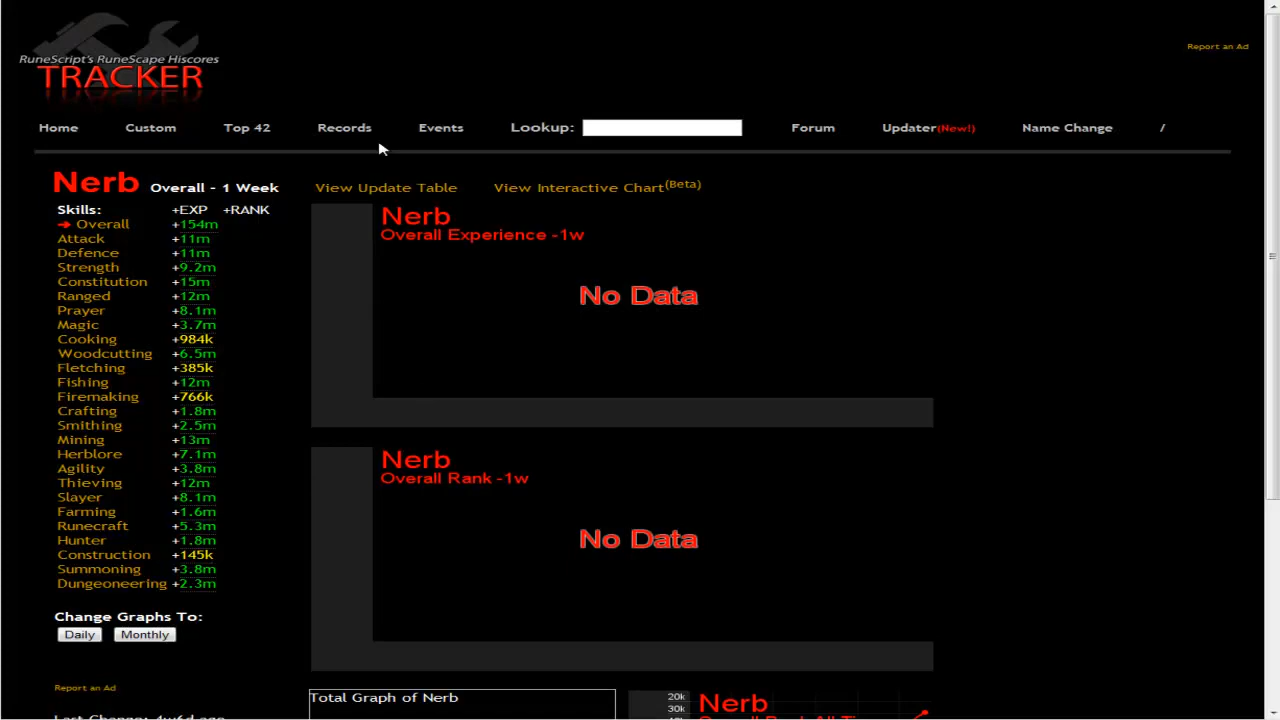 RuneScript's RuneScape Hiscores
TRACKER
Report an Ad
Home Custom Top 42 Records Events Lookup: Forum Updater(New!) Name Change /
Nerb Overall - 1 Week
View Update Table View Interactive Chart(Beta)
Skills: +EXP +RANK
Overall +154m
Attack +11m
Defence +11m
Strength +9.2m
Constitution +15m
Ranged +12m
Prayer +8.1m
Magic +3.7m
Cooking +984k
Woodcutting +6.5m
Fletching +385k
Fishing +12m
Firemaking +766k
Crafting +1.8m
Smithing +2.5m
Mining +13m
Herblore +7.1m
Agility +3.8m
Thieving +12m
Slayer +8.1m
Farming +1.6m
Runecraft +5.3m
Hunter +1.8m
Construction +145k
Summoning +3.8m
Dungeoneering +2.3m
Change Graphs To:
Daily Monthly
Report an Ad
Nerb
Overall Experience -1w
No Data
Nerb
Overall Rank -1w
No Data
Total Graph of Nerb
20k
30k
Nerb